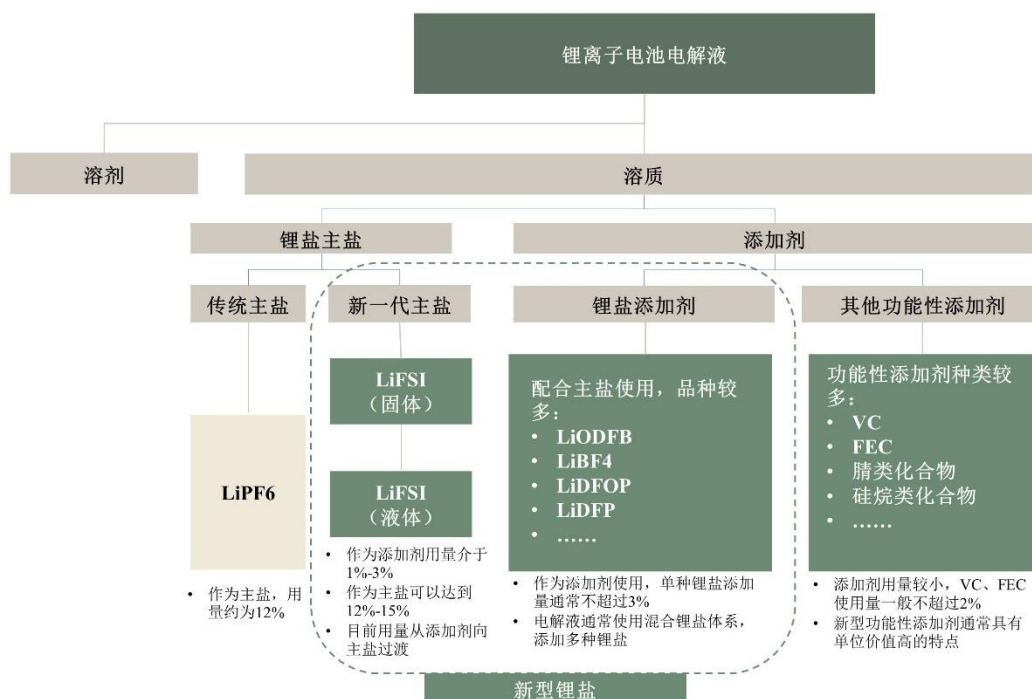 锂离子电池电解液
溶剂
溶质
锂盐主盐
添加剂
传统主盐
新一代主盐
锂盐添加剂
其他功能性添加剂
LiPF6
• 作为主盐，用
量约为12%
LiFSI
（固体）
LiFSI
（液体）
• 作为添加剂用量介于
1%-3%
• 作为主盐可以达到
12%-15%
• 目前用量从添加剂向
主盐过渡
配合主盐使用，品种较
多：
• LiODFB
• LiBF4
• LiDFOP
• LiDFP
• ……
• 作为添加剂使用，单种锂盐添加
量通常不超过3%
• 电解液通常使用混合锂盐体系，
添加多种锂盐
功能性添加剂种类较
多：
• VC
• FEC
• 腈类化合物
• 硅烷类化合物
• ……
• 添加剂用量较小，VC、FEC
使用量一般不超过2%
• 新型功能性添加剂通常具有
单位价值高的特点
新型锂盐